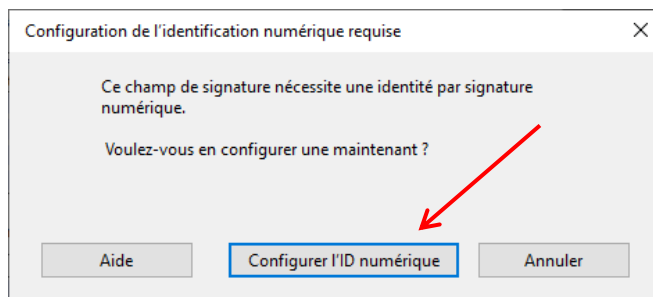 Configuration de l'identification numérique requise
Ce champ de signature nécessite une identité par signature
numérique.
Voulez-vous en configurer une maintenant ?
Aide
Configurer l'ID numérique
Annuler